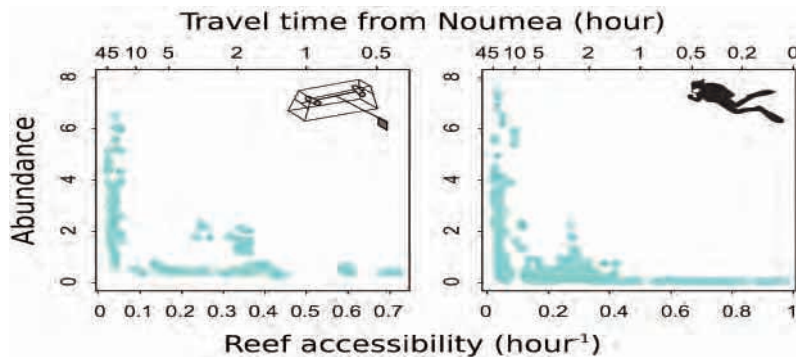 Travel time from Noumea (hour)
45 10 5 2 1 0.5
45 10 5 2 1 0.5 0.2 0
Abundance
8
6
4
2
0
8
6
4
2
0
0 0.1 0.2 0.3 0.4 0.5 0.6 0.7
0 0.2 0.4 0.6 0.8 1
Reef accessibility (hour⁻¹)